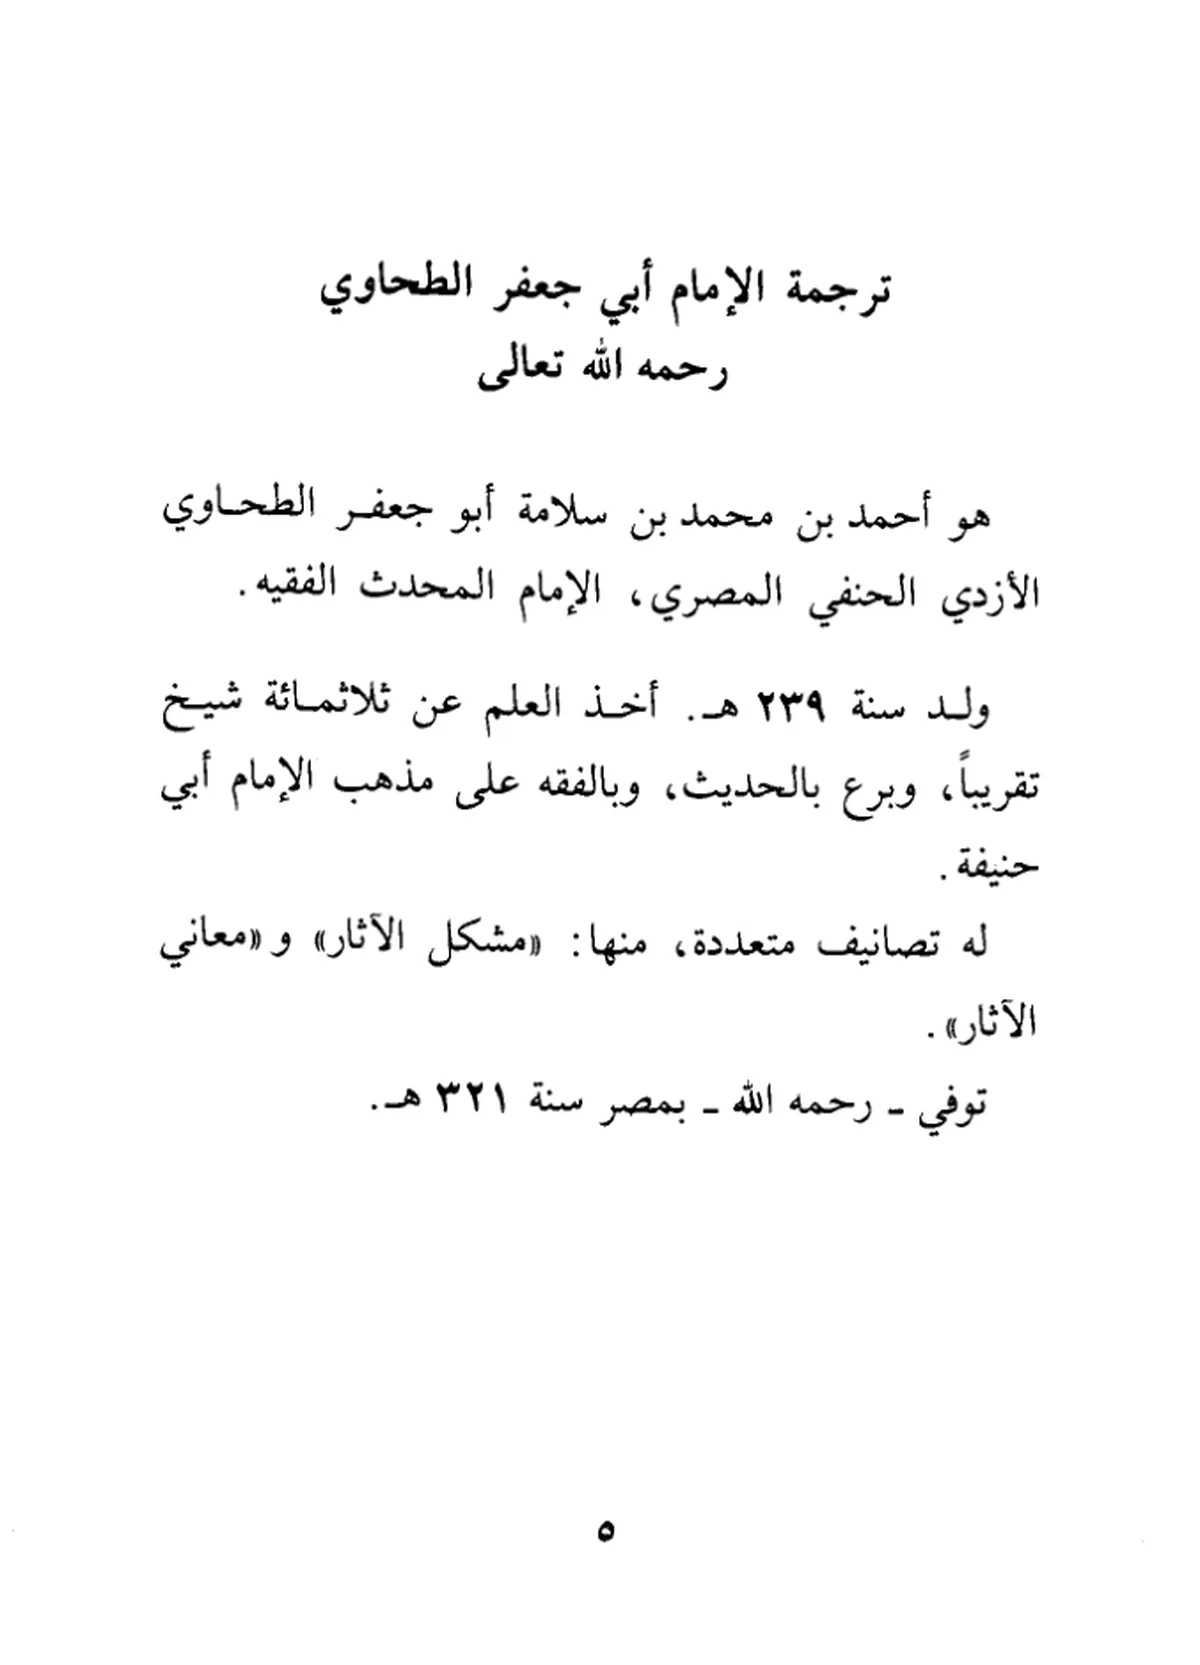 ترجمة الإمام أبي جعفر الطحاوي
رحمه الله تعالى
هو أحمد بن محمد بن سلامة أبو جعفر الطحاوي
الأزدي الحنفي المصري، الإمام المحدث الفقيه.
ولد سنة ٢٣٩ هـ. أخذ العلم عن ثلاثمائة شيخ
تقريباً، وبرع بالحديث، وبالفقه على مذهب الإمام أبي
حنيفة.
له تصانيف متعددة، منها: «مشكل الآثار» و«معاني
الآثار».
توفي ـ رحمه الله ـ بمصر سنة ٣٢١ هـ.
٥